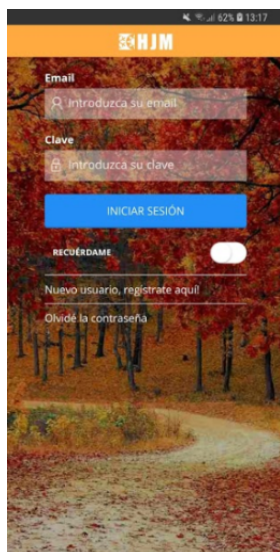 62% 13:17
HJM
Email
Introduzca su email
Clave
Introduzca su clave
INICIAR SESIÓN
RECUÉRDAME
Nuevo usuario, regístrate aquí!
Olvidé la contraseña